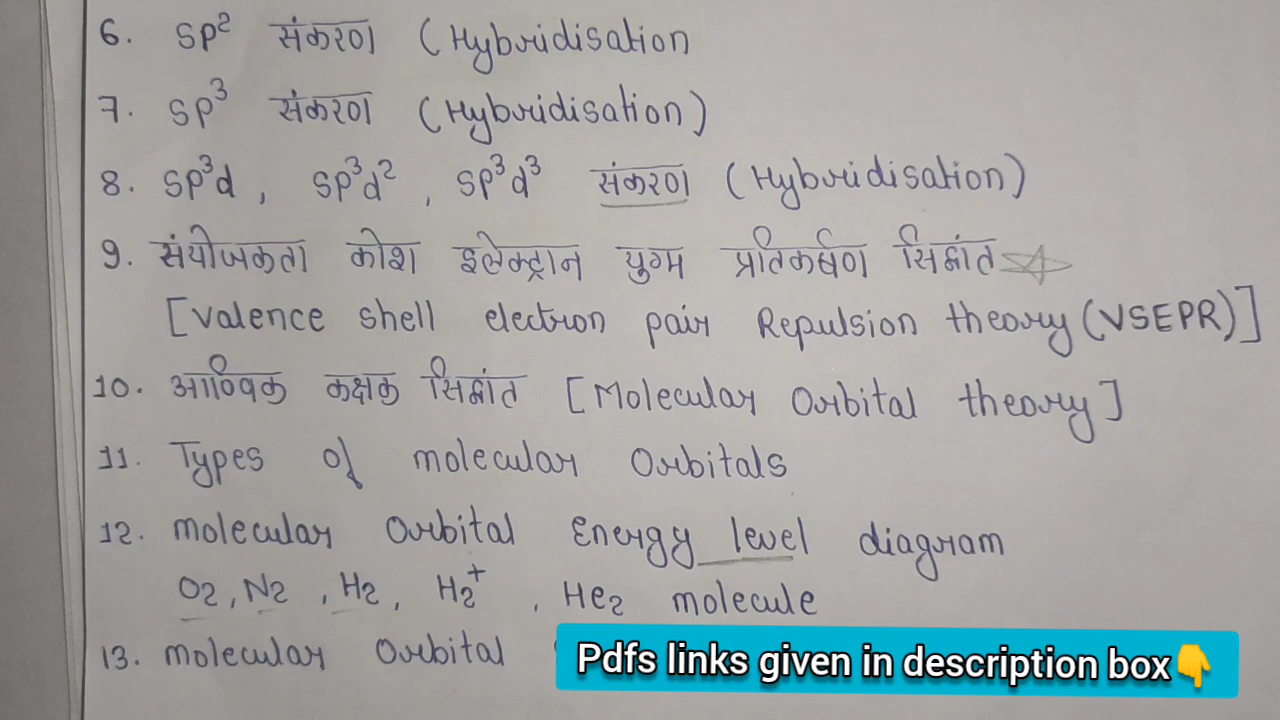 6. sp² संकरण (Hybridisation
7. sp³ संकरण (Hybridisation)
8. sp³d, sp³d², sp³d³ संकरण (Hybridisation)
9. संयोजकता कोश इलेक्ट्रान युग्म प्रतिकर्षण सिद्धांत
[Valence shell electron pair Repulsion theory (VSEPR)]
10. आण्विक कक्षक सिद्धांत [Molecular Orbital theory]
11. Types of molecular Orbitals
12. molecular Orbital Energy level diagram
O2, N2, H2, H2⁺, He2 molecule
13. molecular Orbital
Pdfs links given in description box👇